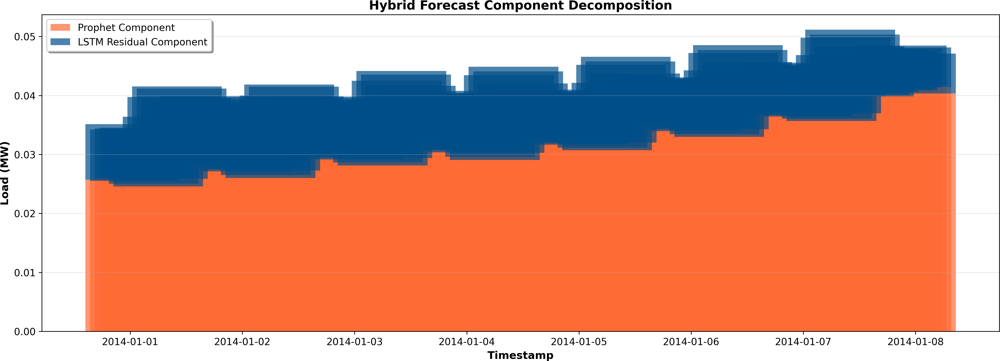 Hybrid Forecast Component Decomposition
Prophet Component
LSTM Residual Component
Load (MW)
0.05
0.04
0.03
0.02
0.01
0.00
2014-01-01 2014-01-02 2014-01-03 2014-01-04 2014-01-05 2014-01-06 2014-01-07 2014-01-08
Timestamp